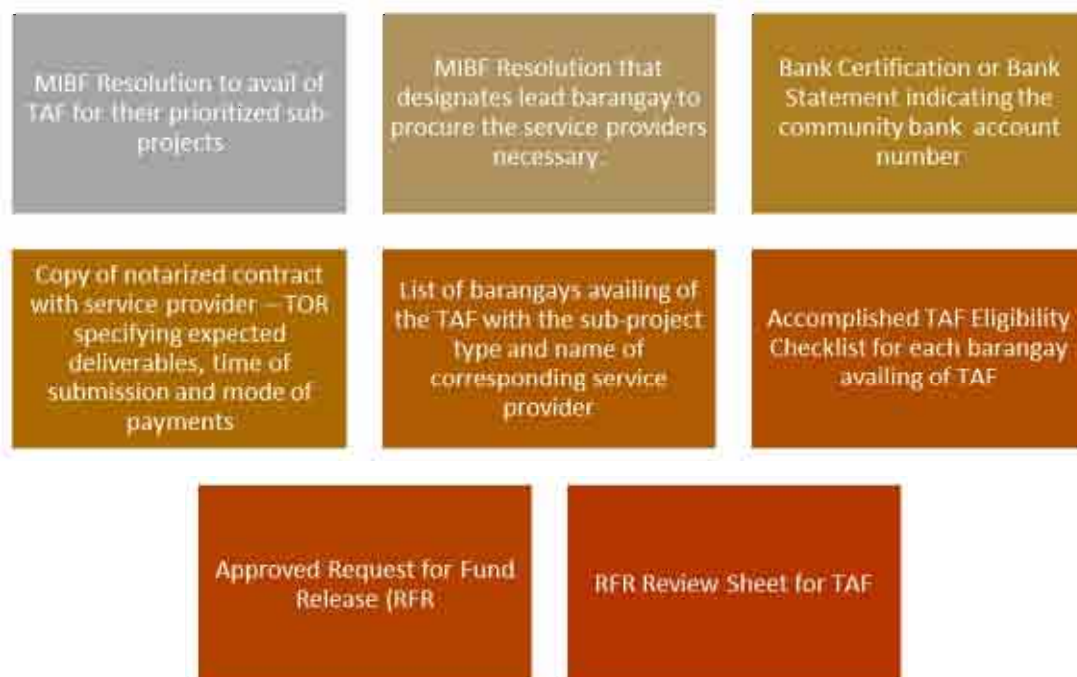 MIBF Resolution to avail of
TAF for their prioritized sub-
projects
MIBF Resolution that
designates lead barangay to
procure the service providers
necessary.
Bank Certification or Bank
Statement indicating the
community bank account
number
Copy of notarized contract
with service provider – TOR
specifying expected
deliverables, time of
submission and mode of
payments
List of barangays availing of
the TAF with the sub-project
type and name of
corresponding service
provider
Accomplished TAF Eligibility
Checklist for each barangay
availing of TAF
Approved Request for Fund
Release (RFR
RFR Review Sheet for TAF